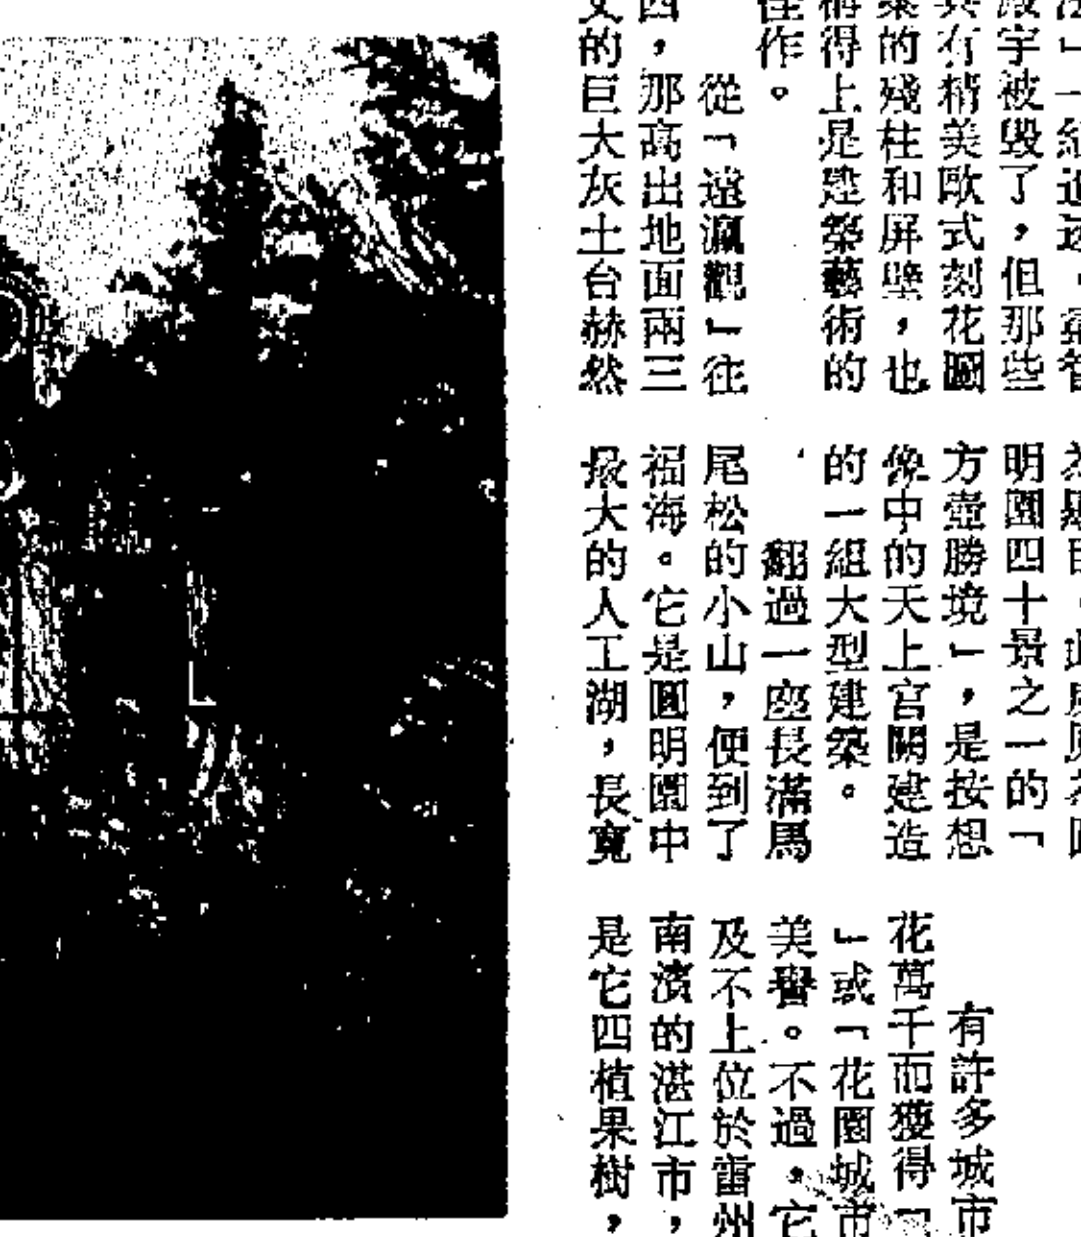 法」一組建
殿宇被毀了，但那些
具有精美歐式刻花圖
案的殘柱和屏壁，也
稱得上是建築藝術的
佳作。
從「遠瀛觀」往
西，那高出地面兩三
丈的巨大灰土台赫然
為顯目
明園四十景之一的「
方壺勝境」，是按想
像中的天上宮闕建造
的一組大型建築。
翻過一座長滿馬
尾松的小山，便到了
福海。它是圓明園中
最大的人工湖，長寬
有許多城市
花萬千而獲得「
」或「花園城市
美譽。不過，它
及不上位於雷州
南濱的湛江市，
是它四植果樹，